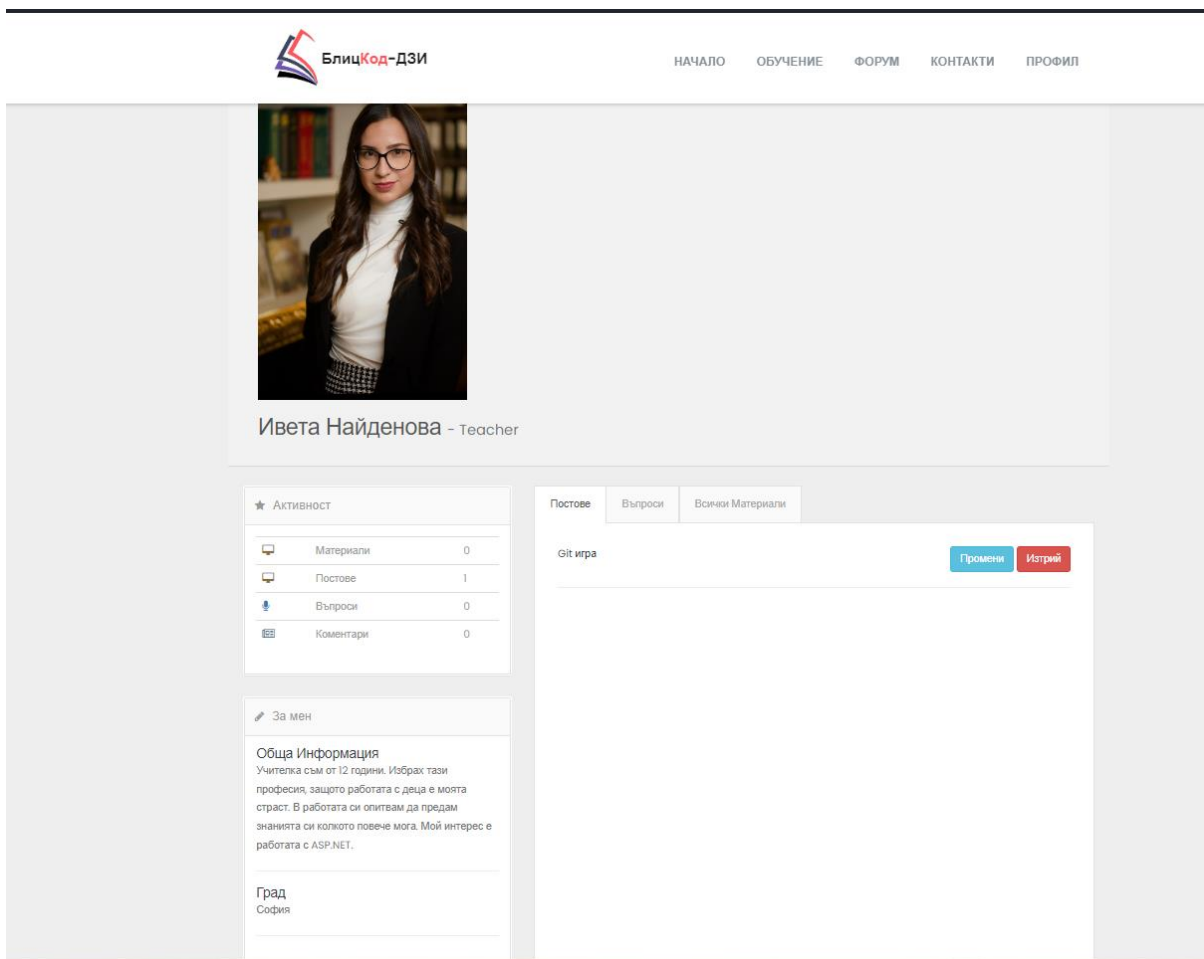 БлицКод-ДЗИ
НАЧАЛО ОБУЧЕНИЕ ФОРУМ КОНТАКТИ ПРОФИЛ
Ивета Найденова - Teacher
Активност
Материали 0
Постове 1
Въпроси 0
Коментари 0
За мен
Обща Информация
Учителка съм от 12 години. Избрах тази
професия, защото работата с деца е моята
страст. В работата си опитвам да предам
знанията си колкото повече мога. Мой интерес е
работата с ASP.NET.
Град
София
Постове Въпроси Всички Материали
Git игра Промени Изтрий